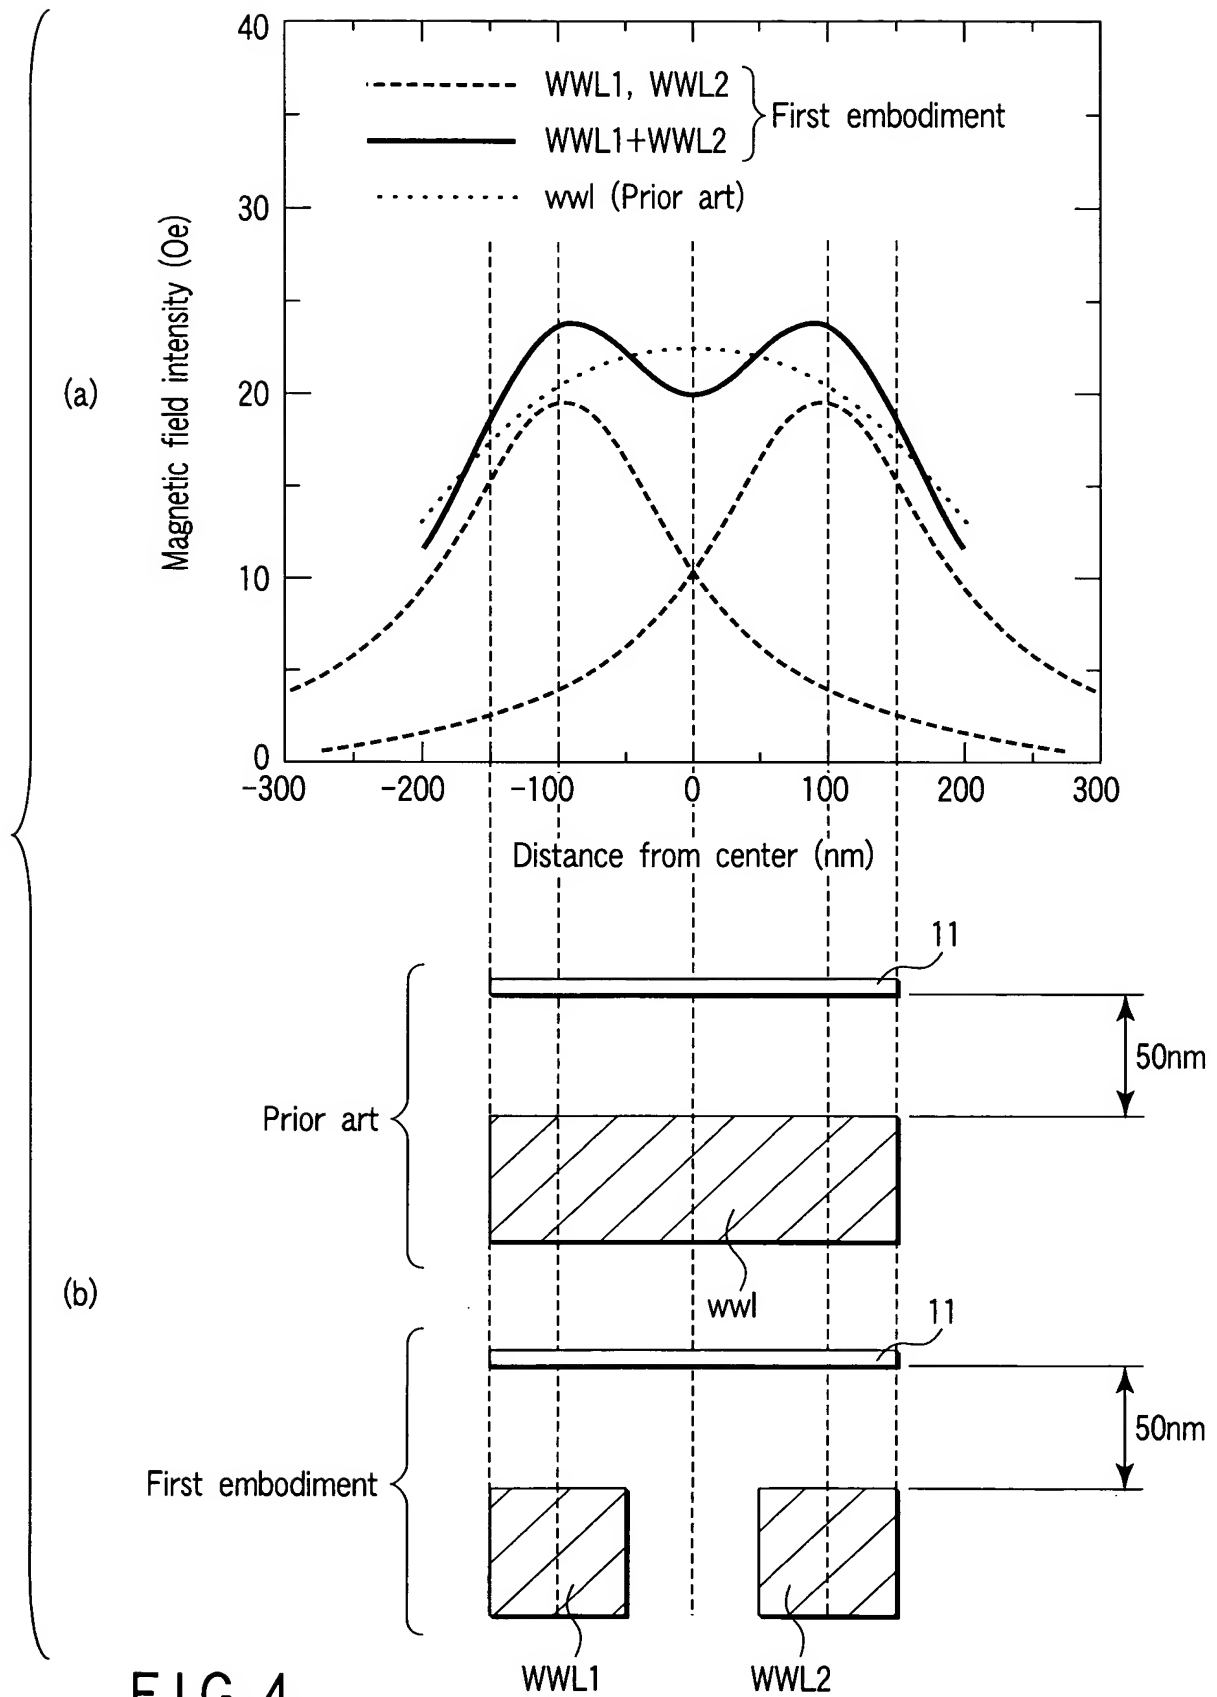 40
WWL1, WWL2
First embodiment
WWL1+WWL2
wwl (Prior art)
30
Magnetic field intensity (Oe)
(a)
20
10
0
-300 -200 -100 0 100 200 300
Distance from center (nm)
11
50nm
Prior art
wwl
(b)
11
50nm
First embodiment
WWL1 WWL2
FIG. 4